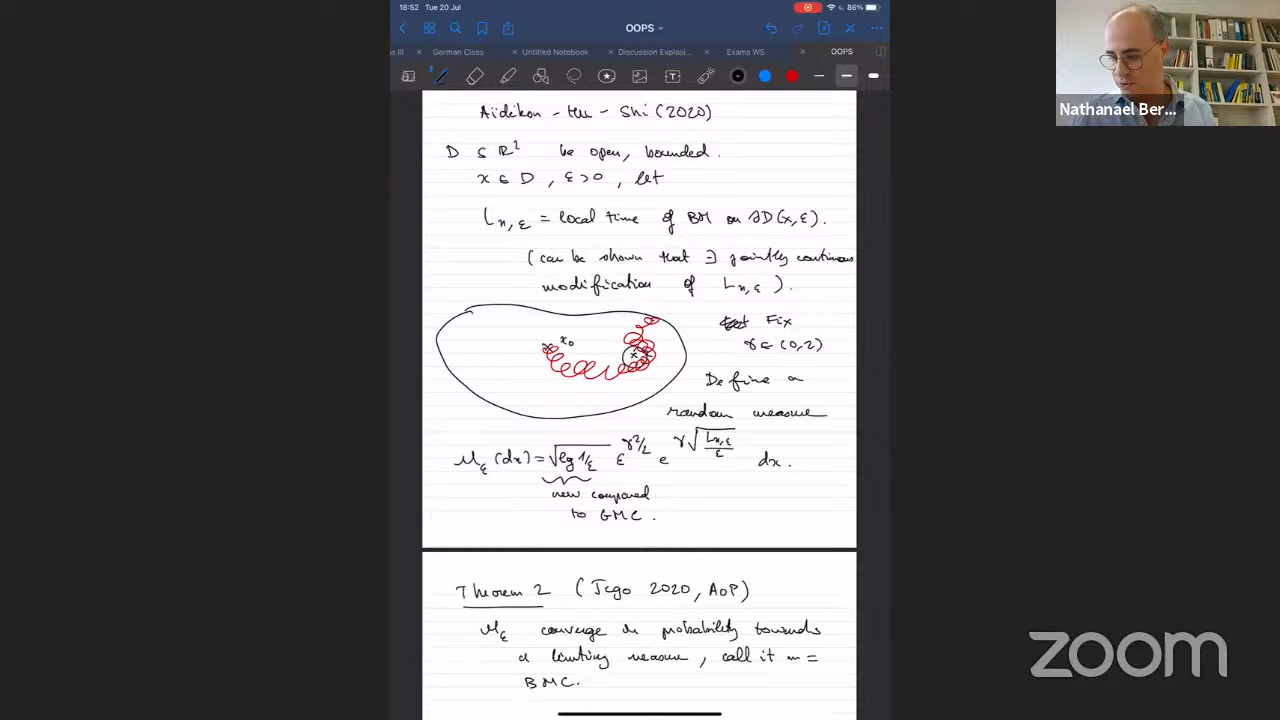 18:52 Tue 20 Jul
86%
OOPS
German Class
Untitled Notebook
Discussion Explosi...
Exams WS
OOPS
Nathanael Ber...
Aïdékon - Hu - Shi (2020)
D ⊆ ℝ² be open, bounded.
x ∈ D, ε > 0, let
L_{x,ε} = local time of BM on ∂D(x,ε).
(can be shown that ∃ jointly continuous
modification of L_{x,ε}).
x₀
Fix
γ ∈ (0,2)
Define a
random measure
M_ε(dx) = √(log 1/ε) ε^{γ²/2} e^{γ√(L_{x,ε}/ε)} dx.
new compared
to GMC.
Theorem 2 (Jego 2020, AoP)
M_ε converge in probability towards
a limiting measure, call it m =
BMC.
zoom